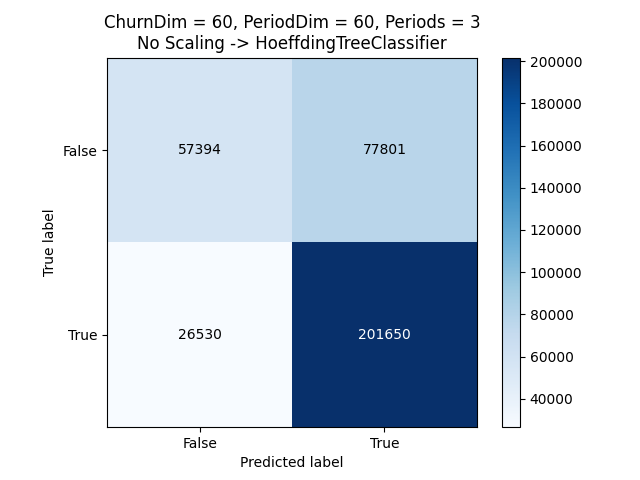 ChurnDim = 60, PeriodDim = 60, Periods = 3
No Scaling -> HoeffdingTreeClassifier
200000
180000
160000
140000
120000
100000
80000
60000
40000
True label
False
57394
77801
True
26530
201650
False
True
Predicted label